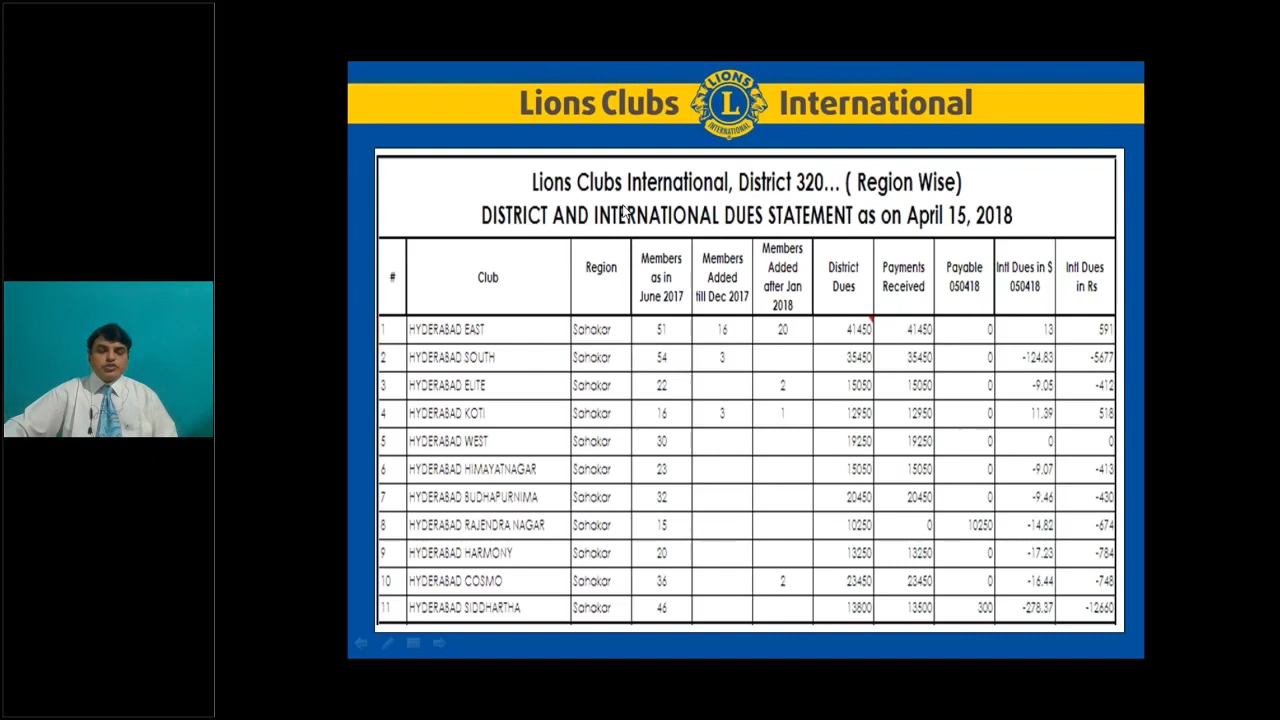 Lions Clubs International
LIONS
L
INTERNATIONAL
Lions Clubs International, District 320... ( Region Wise)
DISTRICT AND INTERNATIONAL DUES STATEMENT as on April 15, 2018
# Club Region Members as in June 2017 Members Added till Dec 2017 Members Added after Jan 2018 District Dues Payments Received Payable 050418 Intl Dues in $ 050418 Intl Dues in Rs
1 HYDERABAD EAST Sahakar 51 16 20 41450 41450 0 13 591
2 HYDERABAD SOUTH Sahakar 54 3 35450 35450 0 -124.83 -5677
3 HYDERABAD ELITE Sahakar 22 2 15050 15050 0 -9.05 -412
4 HYDERABAD KOTI Sahakar 16 3 1 12950 12950 0 11.39 518
5 HYDERABAD WEST Sahakar 30 19250 19250 0 0 0
6 HYDERABAD HIMAYATNAGAR Sahakar 23 15050 15050 0 -9.07 -413
7 HYDERABAD BUDHAPURNIMA Sahakar 32 20450 20450 0 -9.46 -430
8 HYDERABAD RAJENDRA NAGAR Sahakar 15 10250 0 10250 -14.82 -674
9 HYDERABAD HARMONY Sahakar 20 13250 13250 0 -17.23 -784
10 HYDERABAD COSMO Sahakar 36 2 23450 23450 0 -16.44 -748
11 HYDERABAD SIDDHARTHA Sahakar 46 13800 13500 300 -278.37 -12660